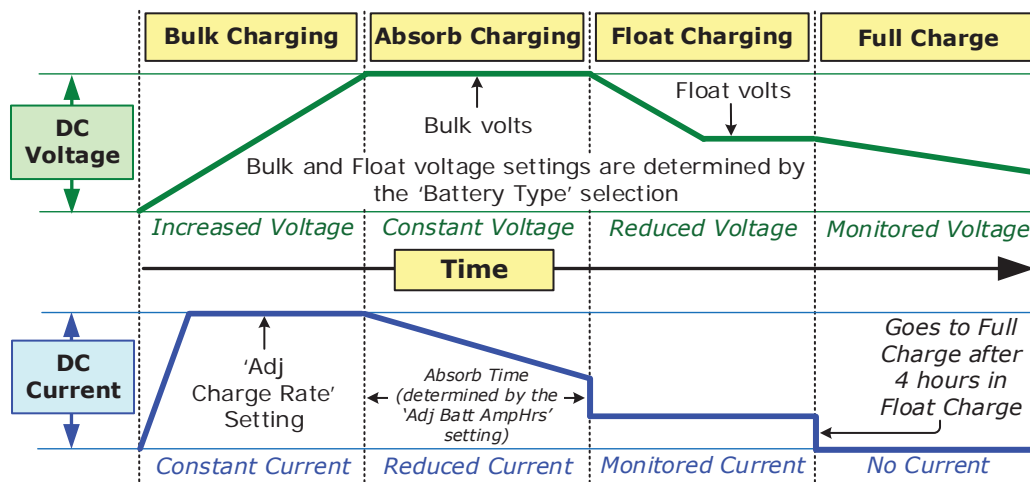 Bulk Charging
Absorb Charging
Float Charging
Full Charge
DC
Voltage
Bulk volts
Float volts
Bulk and Float voltage settings are determined by
the ‘Battery Type’ selection
Increased Voltage
Constant Voltage
Reduced Voltage
Monitored Voltage
Time
DC
Current
‘Adj
Charge Rate’
Setting
Absorb Time
(determined by the
‘Adj Batt AmpHrs’
setting)
Goes to Full
Charge after
4 hours in
Float Charge
Constant Current
Reduced Current
Monitored Current
No Current